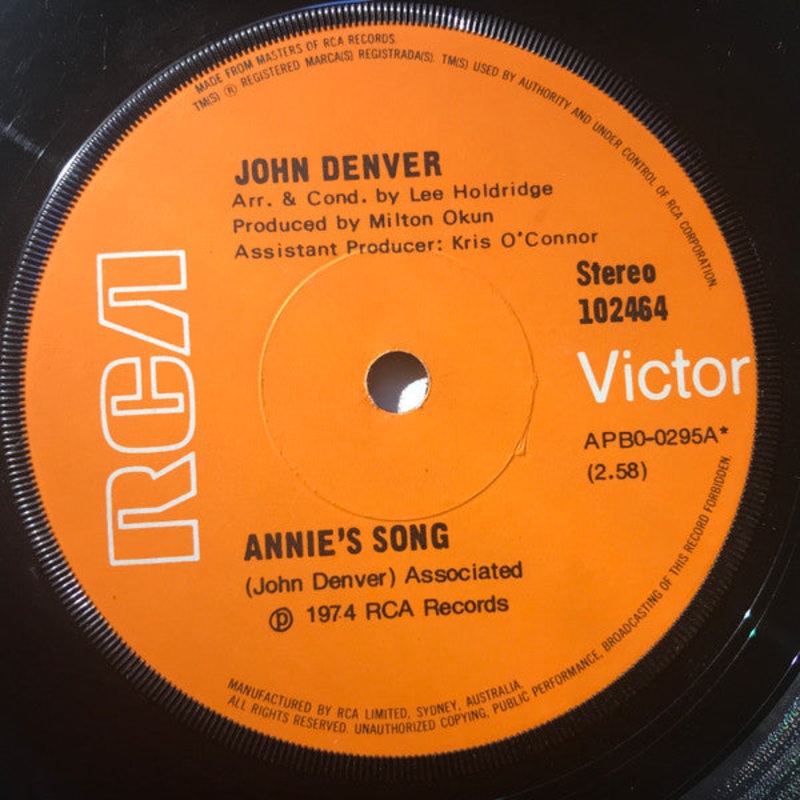 MADE FROM MASTERS OF RCA RECORDS.
TM(S) ® REGISTERED MARCA(S) REGISTRADA(S). TM(S) USED BY AUTHORITY AND UNDER CONTROL OF RCA CORPORATION.
JOHN DENVER
Arr. & Cond. by Lee Holdridge
Produced by Milton Okun
Assistant Producer: Kris O'Connor
Stereo
102464
RCA
Victor
APB0-0295A*
(2.58)
ANNIE'S SONG
(John Denver) Associated
℗ 1974 RCA Records
MANUFACTURED BY RCA LIMITED, SYDNEY, AUSTRALIA.
ALL RIGHTS RESERVED. UNAUTHORIZED COPYING, PUBLIC PERFORMANCE, BROADCASTING OF THIS RECORD FORBIDDEN.